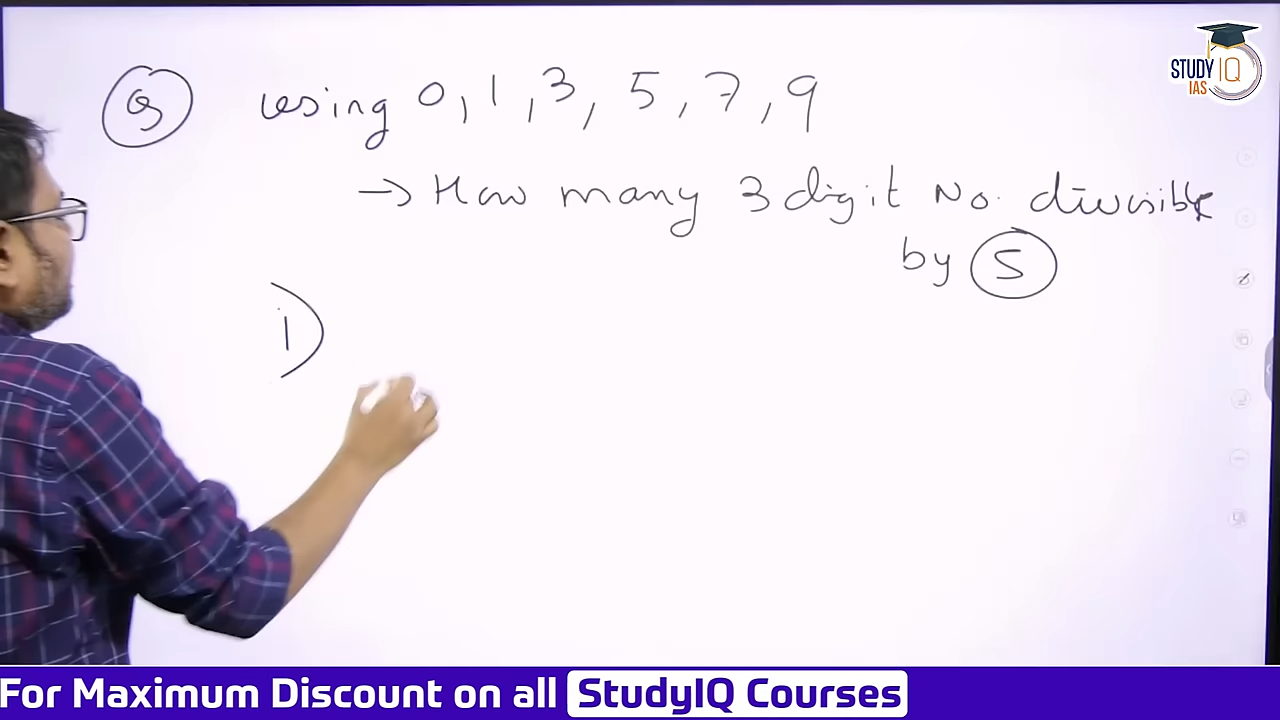 STUDY IQ
IAS
Q using 0, 1, 3, 5, 7, 9
→ How many 3 digit No. divisible
by 5
1)
For Maximum Discount on all StudyIQ Courses